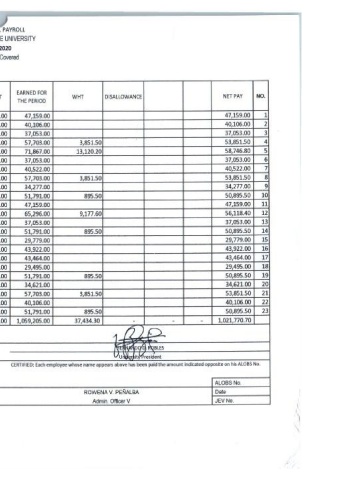 PAYROLL
E UNIVERSITY
2020
Covered
T EARNED FOR THE PERIOD WHT DISALLOWANCE NET PAY NO.
.00 47,159.00 47,159.00 1
.00 40,106.00 40,106.00 2
.00 37,053.00 37,053.00 3
.00 57,703.00 3,851.50 53,851.50 4
.00 71,867.00 13,120.20 58,746.80 5
.00 37,053.00 37,053.00 6
.00 40,522.00 40,522.00 7
.00 57,703.00 3,851.50 53,851.50 8
.00 34,277.00 34,277.00 9
.00 51,791.00 895.50 50,895.50 10
.00 47,159.00 47,159.00 11
.00 65,296.00 9,177.60 56,118.40 12
.00 37,053.00 37,053.00 13
.00 51,791.00 895.50 50,895.50 14
.00 29,779.00 29,779.00 15
.00 43,922.00 43,922.00 16
.00 43,464.00 43,464.00 17
.00 29,495.00 29,495.00 18
.00 51,791.00 895.50 50,895.50 19
.00 34,621.00 34,621.00 20
.00 57,703.00 3,851.50 53,851.50 21
.00 40,106.00 40,106.00 22
.00 51,791.00 895.50 50,895.50 23
.00 1,059,205.00 37,434.30 - - - 1,021,770.70
ROBLES
University President
CERTIFIED: Each employee whose name appears above has been paid the amount indicated opposite on his ALOBS No.
ALOBS No.
ROWENA V. PEÑALBA Date
Admin. Officer V JEV No.